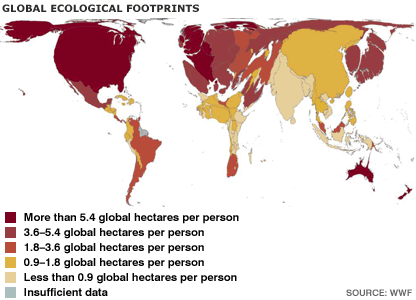 GLOBAL ECOLOGICAL FOOTPRINTS
More than 5.4 global hectares per person
3.6–5.4 global hectares per person
1.8–3.6 global hectares per person
0.9–1.8 global hectares per person
Less than 0.9 global hectares per person
Insufficient data
SOURCE: WWF